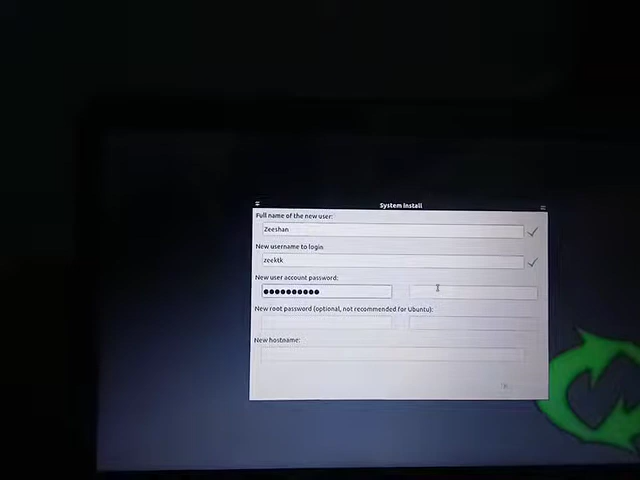 System install
Full name of the new user:
Zeeshan
New username to login
zeektk
New user account password:
●●●●●●●●●●
New root password (optional, not recommended for Ubuntu):
New hostname: